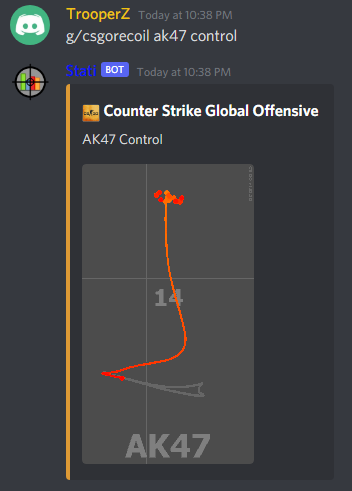 TrooperZ Today at 10:38 PM
g/csgorecoil ak47 control
Stati BOT Today at 10:38 PM
Counter Strike Global Offensive
AK47 Control
14
AK47